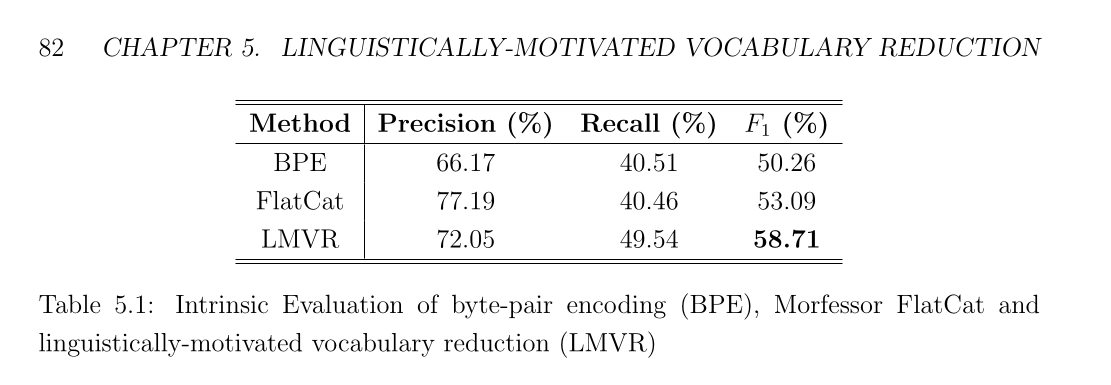 82 CHAPTER 5. LINGUISTICALLY-MOTIVATED VOCABULARY REDUCTION
Method Precision (%) Recall (%) F1 (%)
BPE 66.17 40.51 50.26
FlatCat 77.19 40.46 53.09
LMVR 72.05 49.54 58.71
Table 5.1: Intrinsic Evaluation of byte-pair encoding (BPE), Morfessor FlatCat and
linguistically-motivated vocabulary reduction (LMVR)